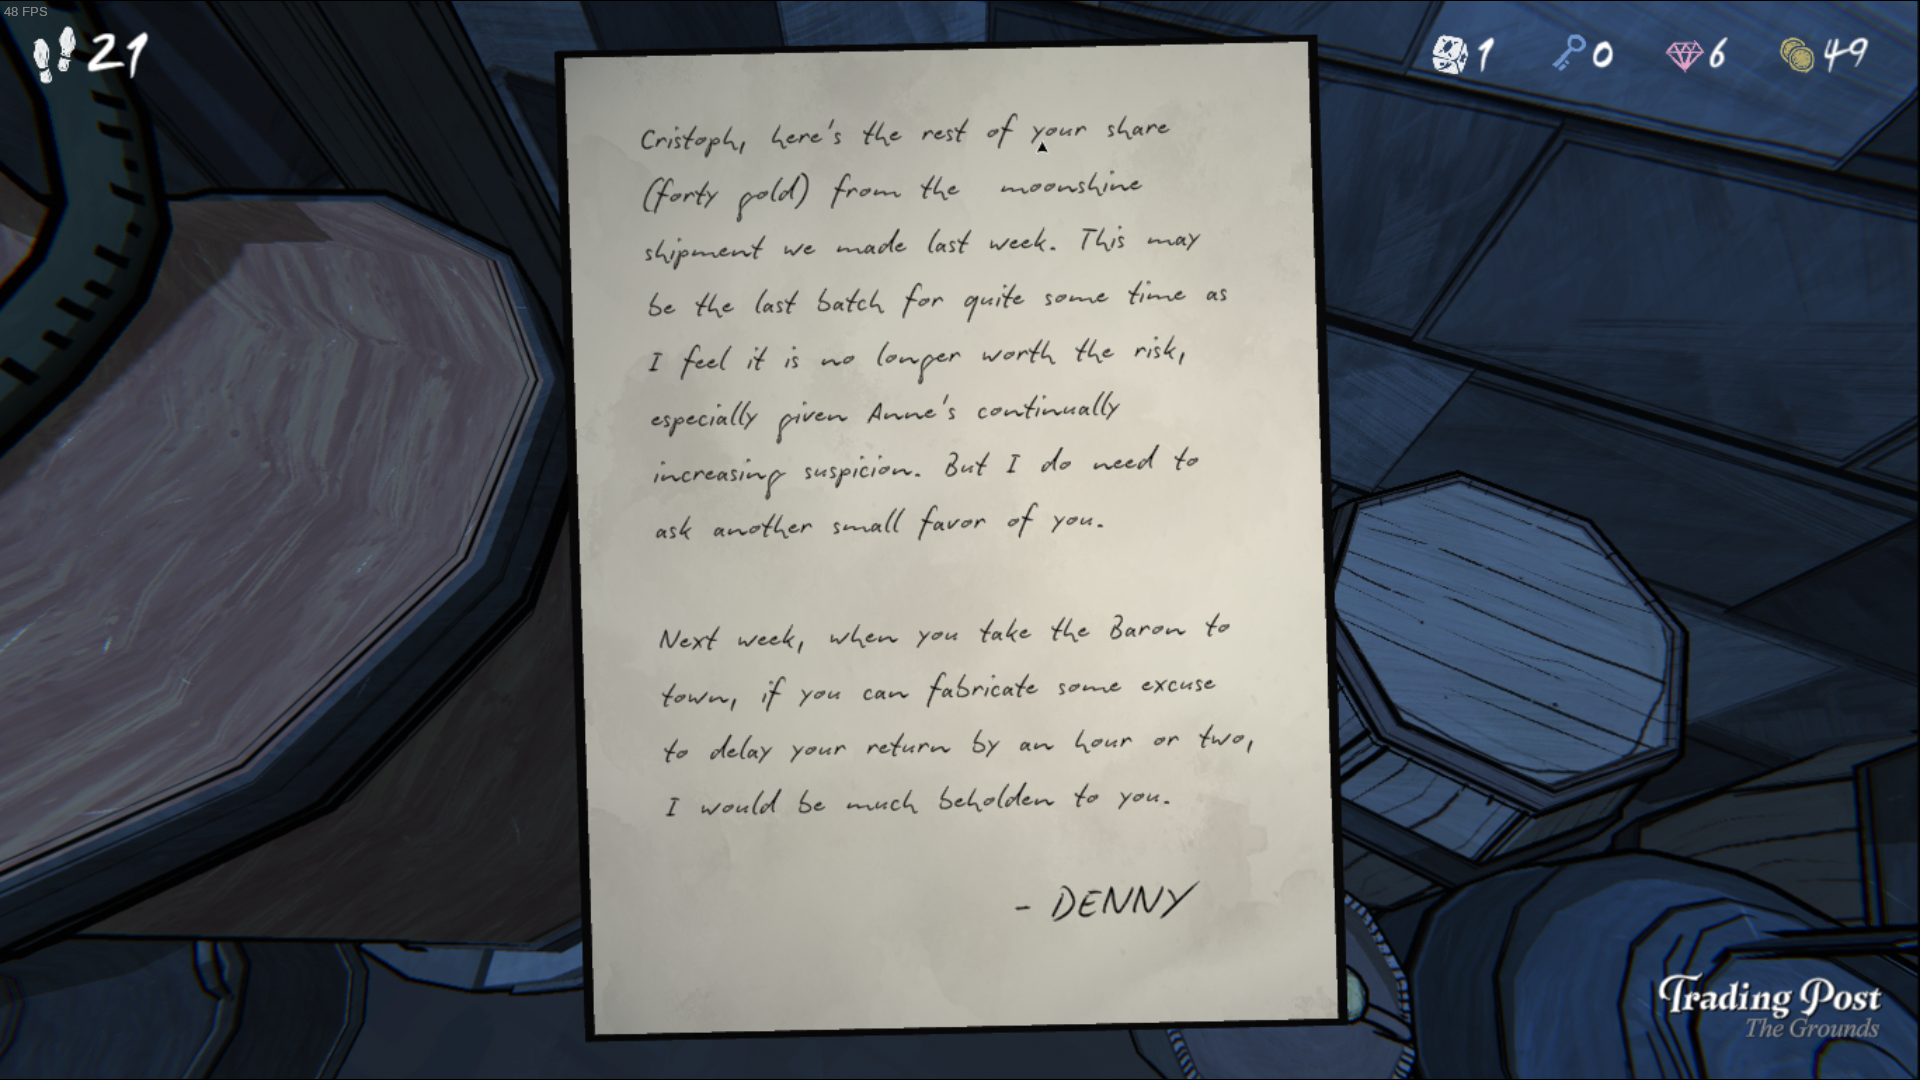 48 FPS
21
1 0 6 49
Cristoph, here's the rest of your share
(forty gold) from the moonshine
shipment we made last week. This may
be the last batch for quite some time as
I feel it is no longer worth the risk,
especially given Anne's continually
increasing suspicion. But I do need to
ask another small favor of you.
Next week, when you take the Baron to
town, if you can fabricate some excuse
to delay your return by an hour or two,
I would be much beholden to you.
- DENNY
Trading Post
The Grounds